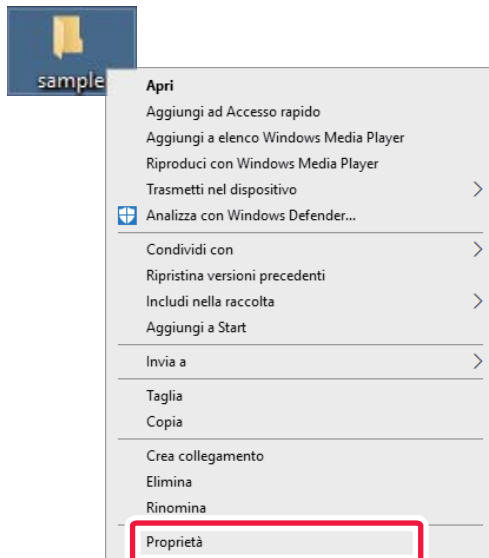 sample
Apri
Aggiungi ad Accesso rapido
Aggiungi a elenco Windows Media Player
Riproduci con Windows Media Player
Trasmetti nel dispositivo
Analizza con Windows Defender...
Condividi con
Ripristina versioni precedenti
Includi nella raccolta
Aggiungi a Start
Invia a
Taglia
Copia
Crea collegamento
Elimina
Rinomina
Proprietà